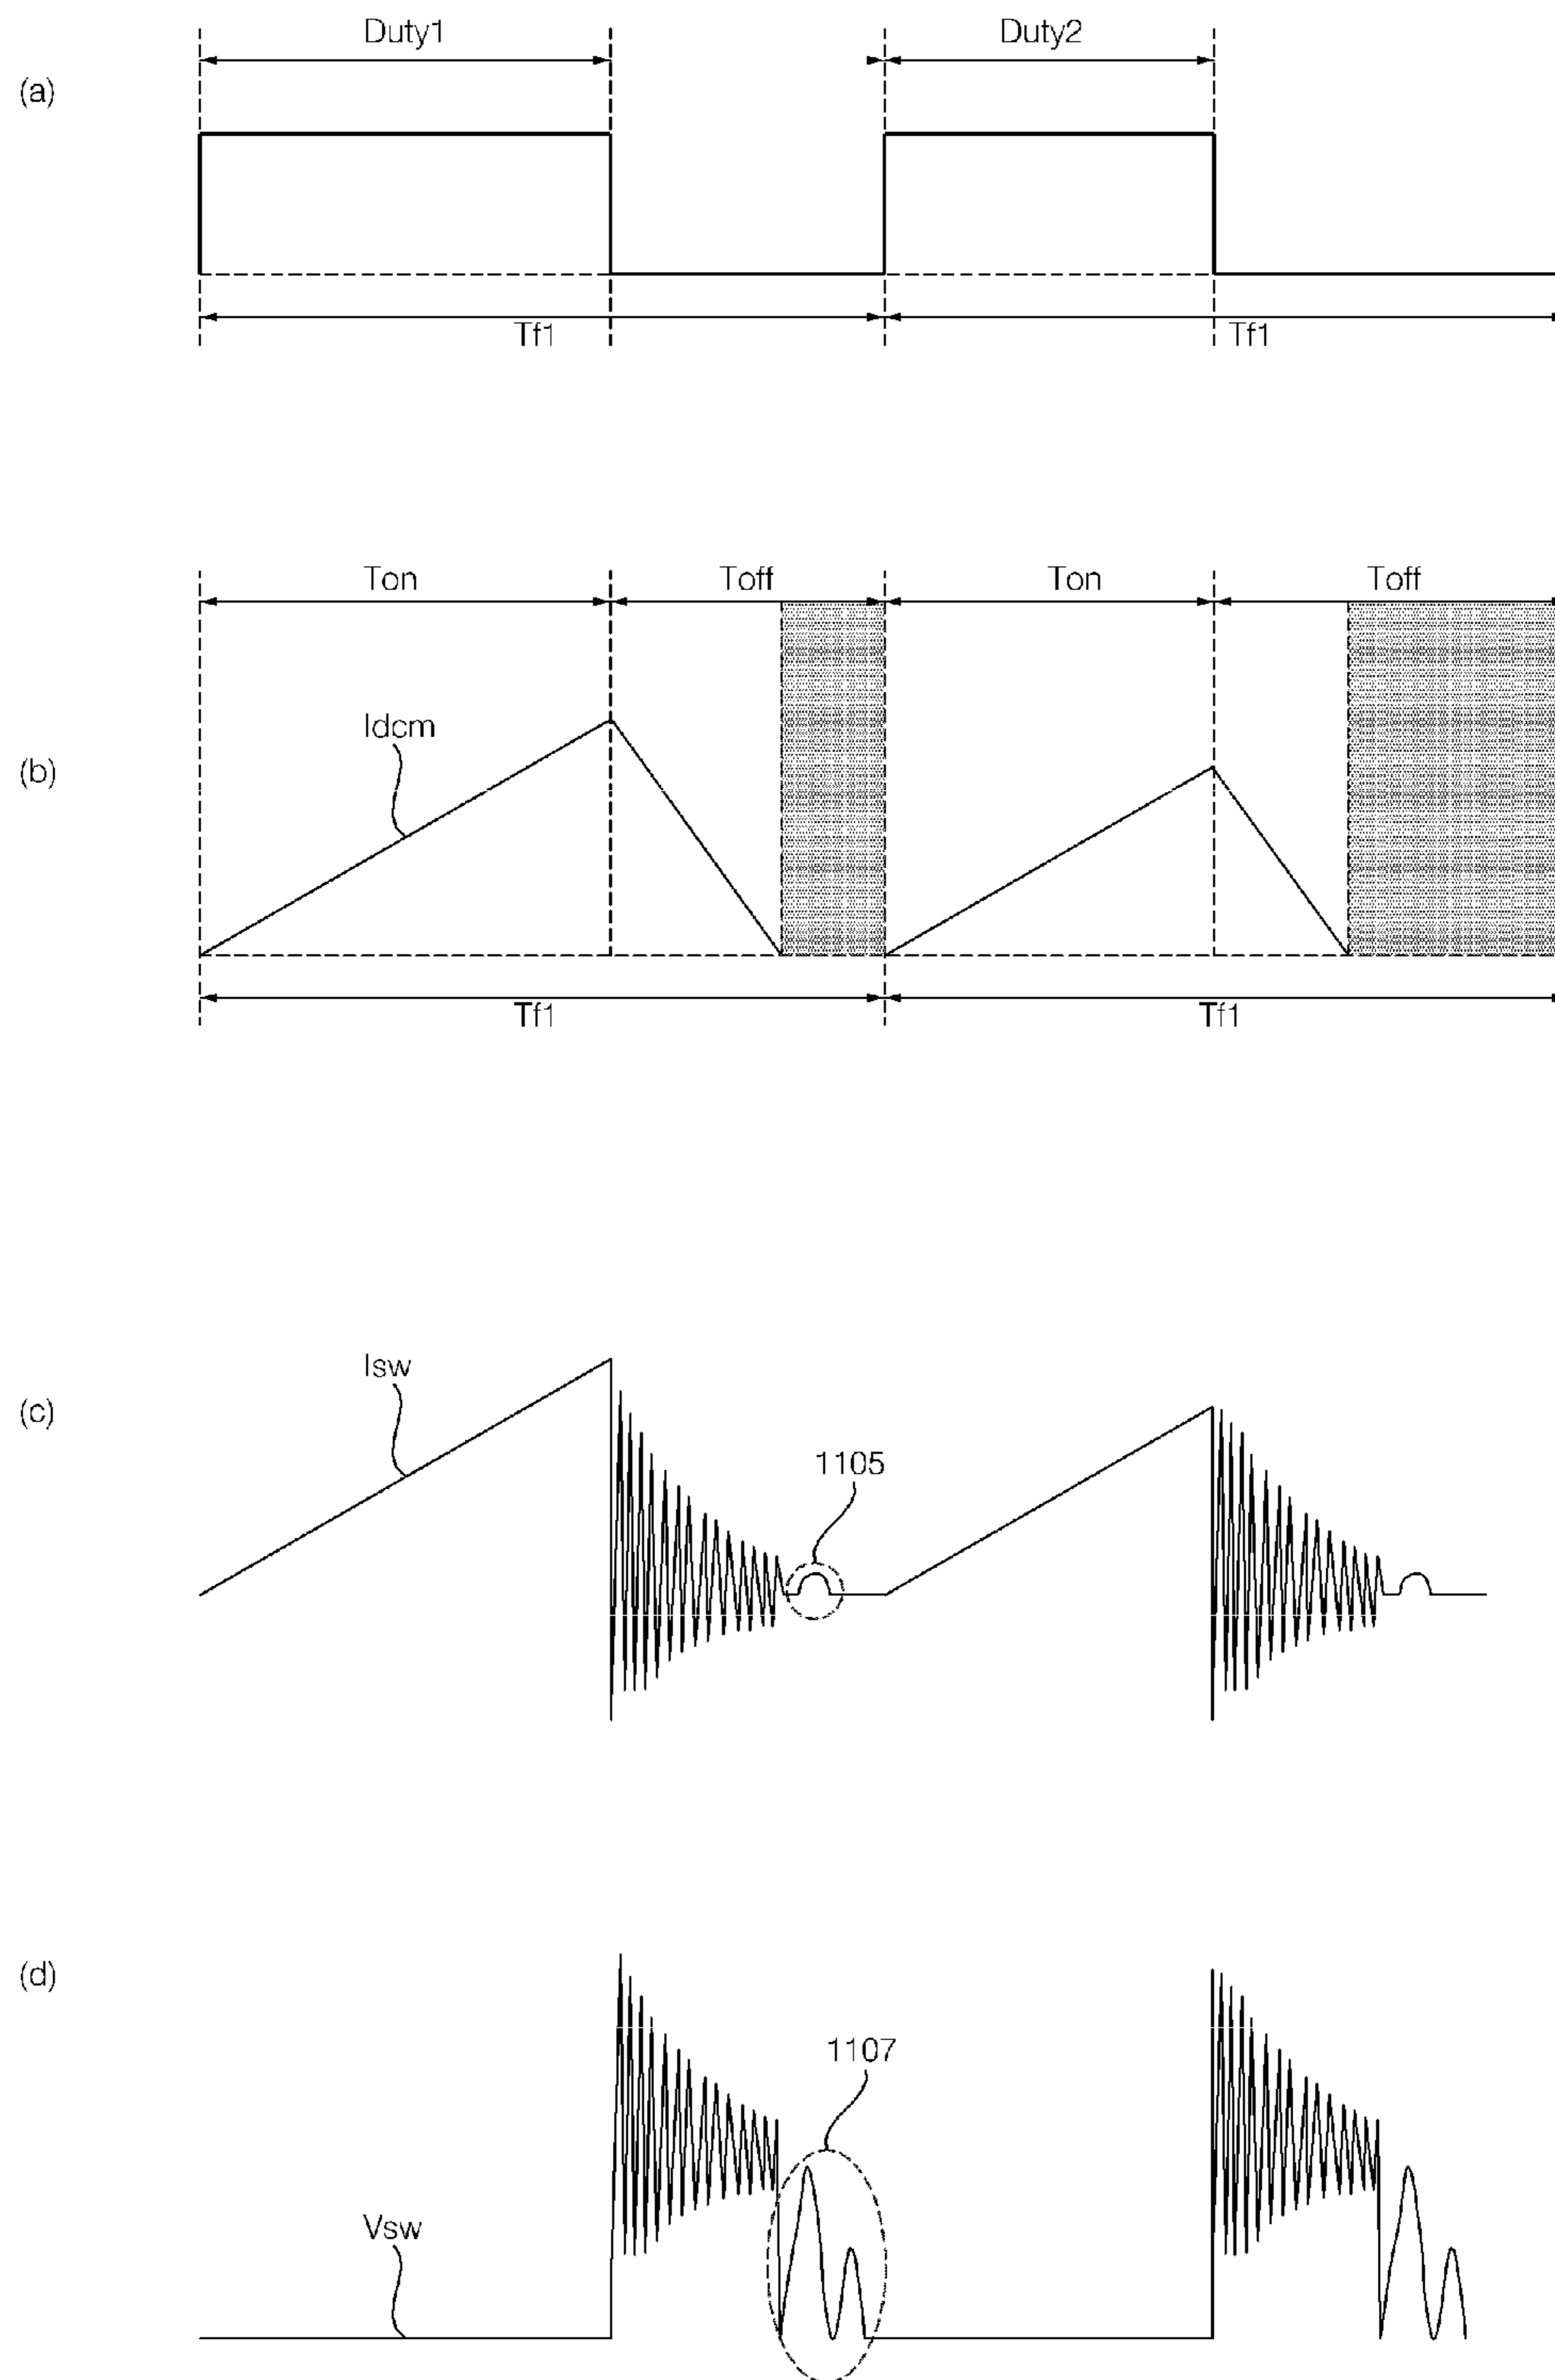 Duty1
Duty2
(a)
Tf1
Tf1
Ton
Toff
Ton
Toff
Idcm
(b)
Tf1
Tf1
Isw
(c)
1105
(d)
1107
Vsw